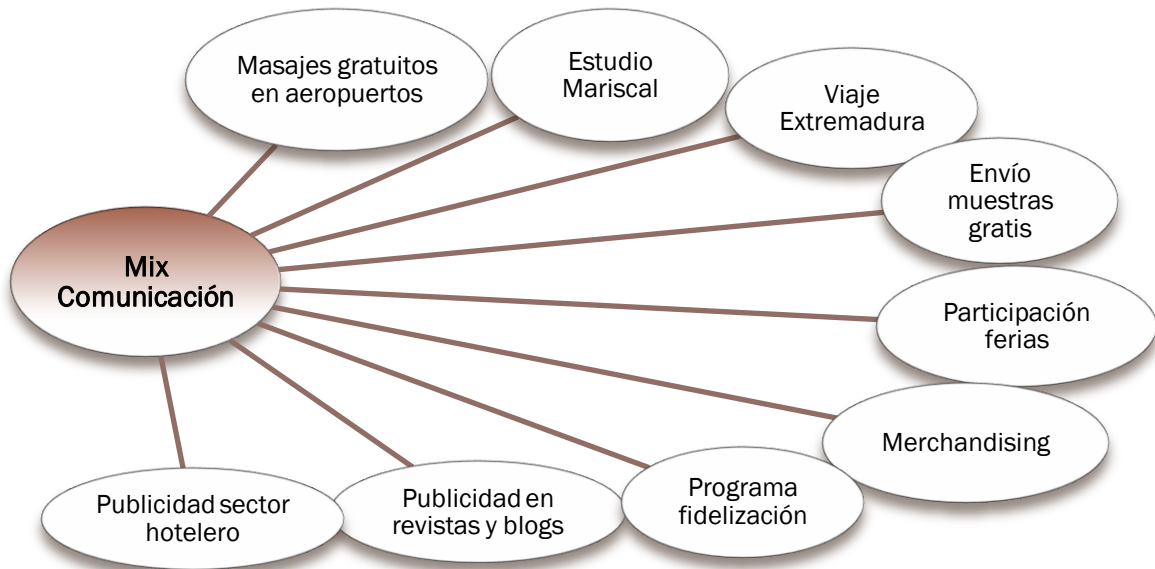 Masajes gratuitos
en aeropuertos
Estudio
Mariscal
Viaje
Extremadura
Envío
muestras
gratis
Mix
Comunicación
Participación
ferias
Merchandising
Programa
fidelización
Publicidad en
revistas y blogs
Publicidad sector
hotelero